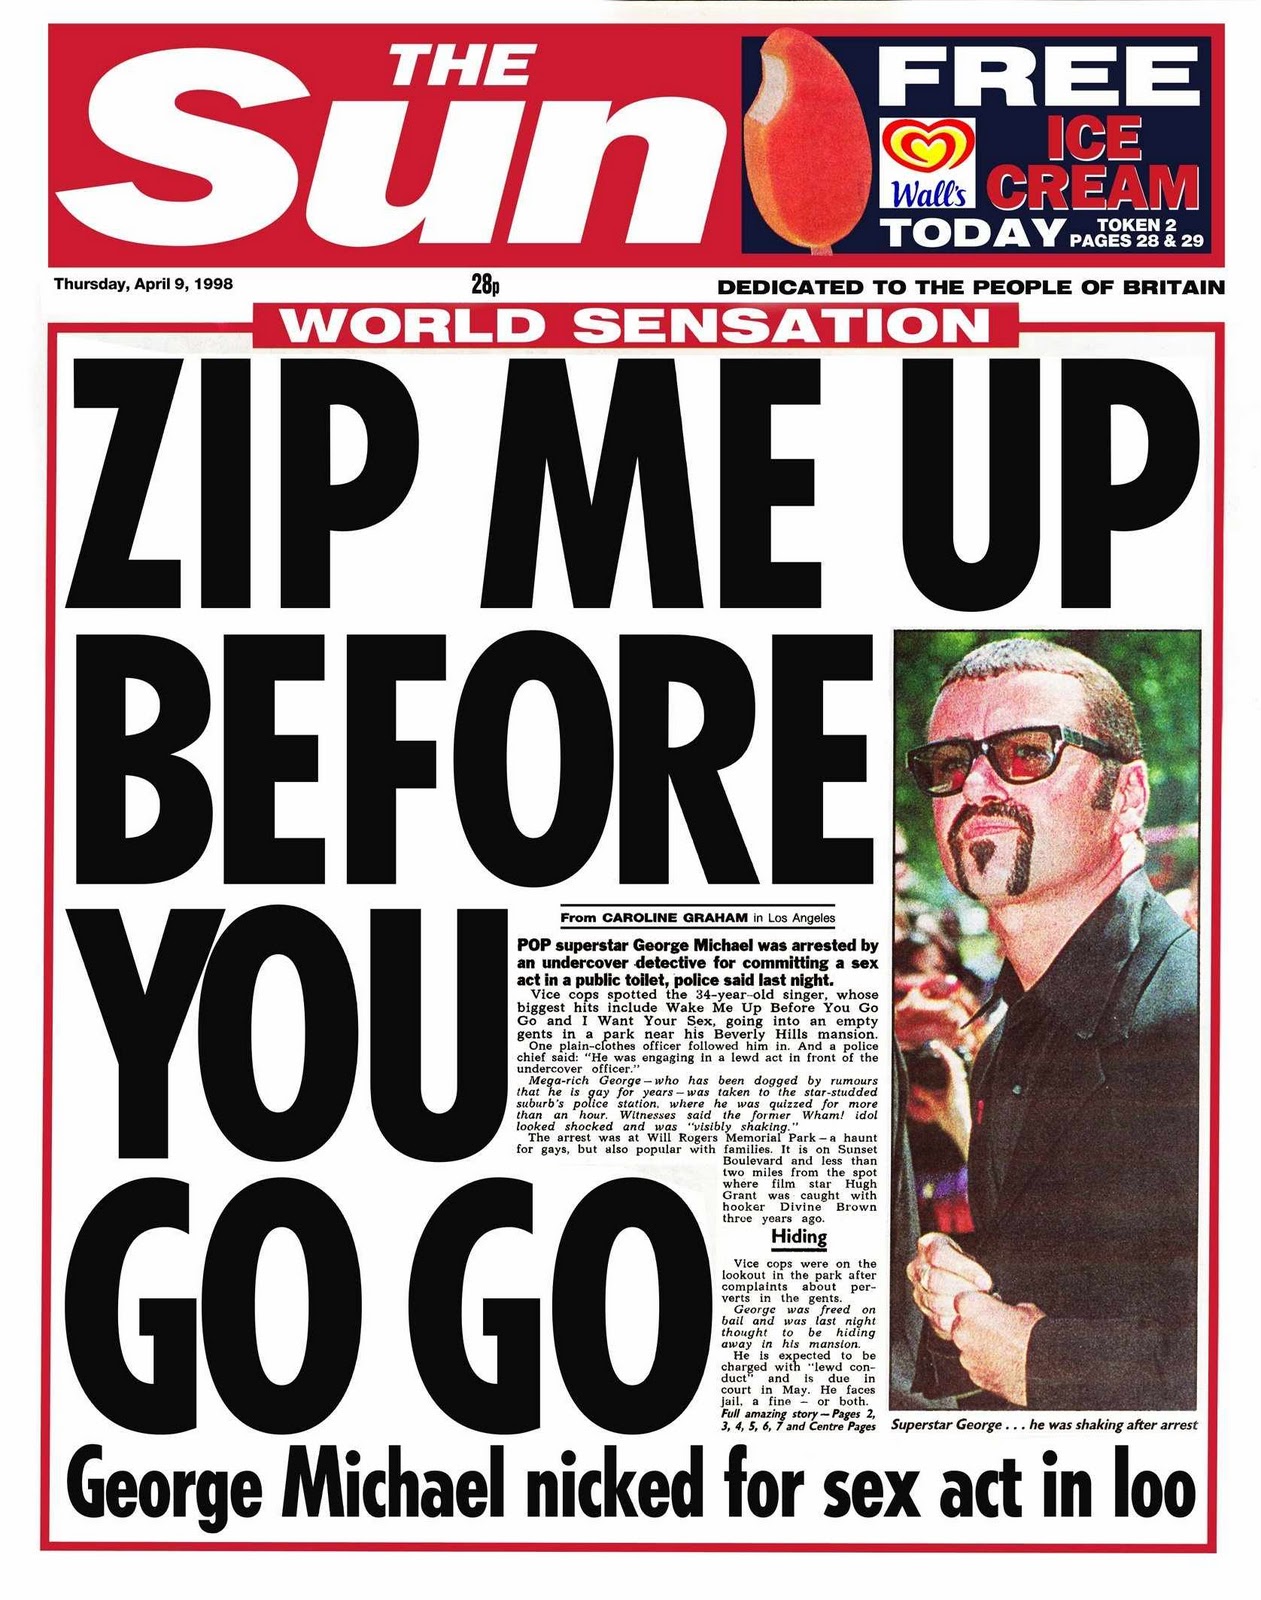 THE
Sun
FREE
ICE
CREAM
Wall's
TODAY
TOKEN 2
PAGES 28 & 29
Thursday, April 9, 1998
28p
DEDICATED TO THE PEOPLE OF BRITAIN
WORLD SENSATION
ZIP ME UP
BEFORE
YOU
GO GO
From CAROLINE GRAHAM in Los Angeles
POP superstar George Michael was arrested by
an undercover detective for committing a sex
act in a public toilet, police said last night.
Vice cops spotted the 34-year-old singer, whose
biggest hits include Wake Me Up Before You Go
Go and I Want Your Sex, going into an empty
gents in a park near his Beverly Hills mansion.
One plain-clothes officer followed him in. And a police
chief said: "He was engaging in a lewd act in front of the
undercover officer."
Mega-rich George — who has been dogged by rumours
that he is gay for years — was taken to the star-studded
suburb's police station, where he was quizzed for more
than an hour. Witnesses said the former Wham! idol
looked shocked and was "visibly shaking."
The arrest was at Will Rogers Memorial Park — a haunt
for gays, but also popular with families. It is on Sunset
Boulevard and less than
two miles from the spot
where film star Hugh
Grant was caught with
hooker Divine Brown
three years ago.
Hiding
Vice cops were on the
lookout in the park after
complaints about per-
verts in the gents.
George was freed on
bail and was last night
thought to be hiding
away in his mansion.
He is expected to be
charged with "lewd con-
duct" and is due in
court in May. He faces
jail, a fine — or both.
Full amazing story — Pages 2,
3, 4, 5, 6, 7 and Centre Pages
Superstar George . . . he was shaking after arrest
George Michael nicked for sex act in loo